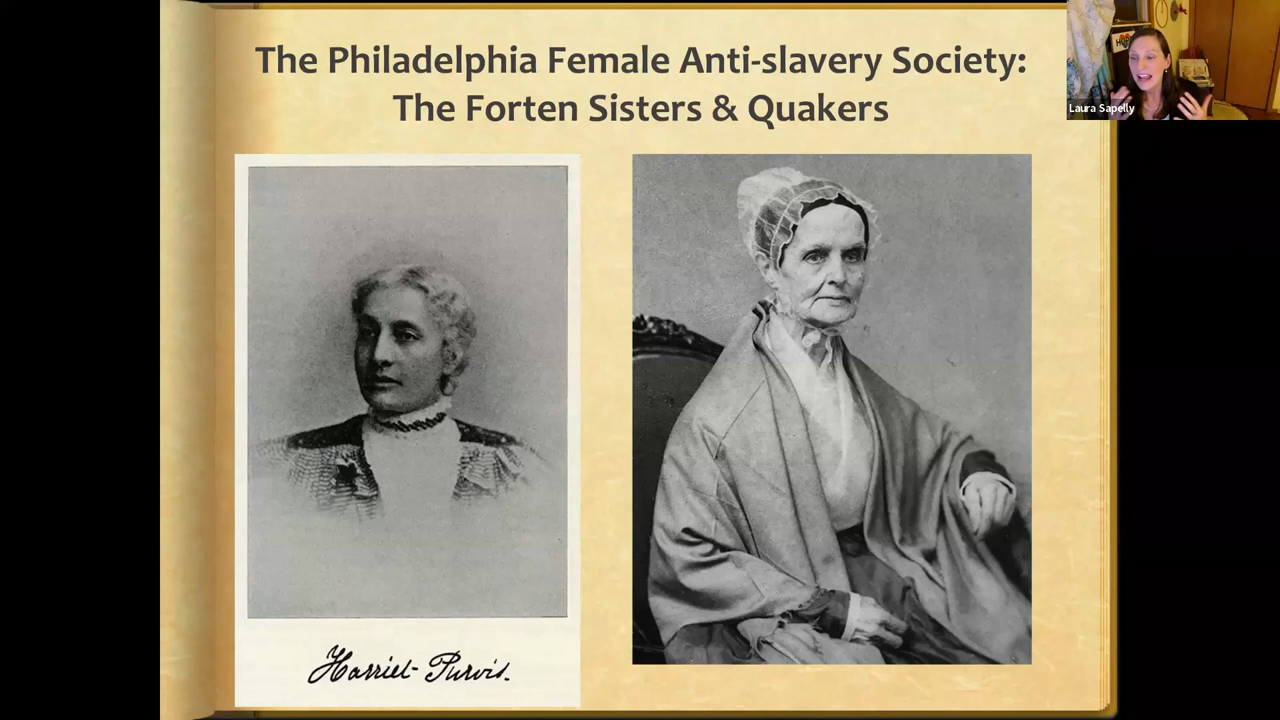 The Philadelphia Female Anti-slavery Society:
The Forten Sisters & Quakers
Laura Sapelly
Harriet Purvis.